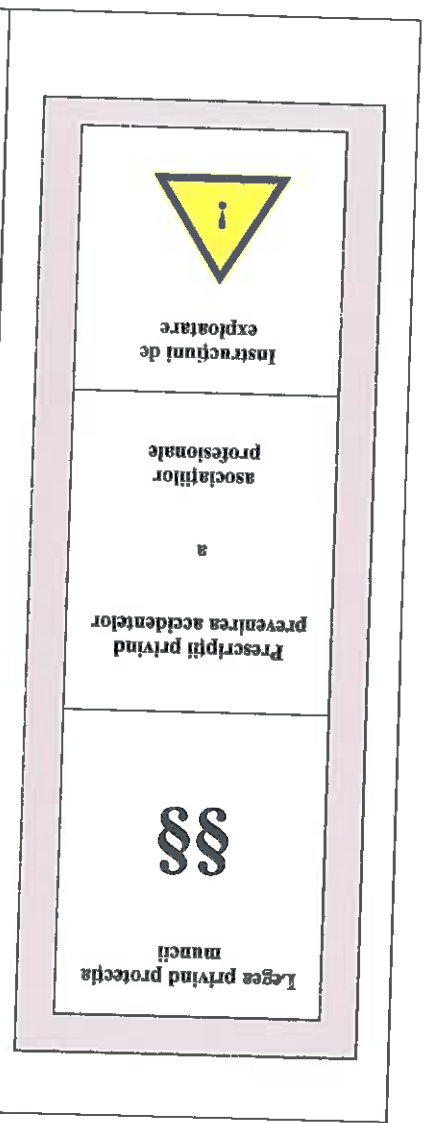 Legea privind protecția
muncii
§§
Prescripții privind
prevenirea accidentelor
a
asociațiilor
profesionale
Instrucțiuni de
exploatare
!